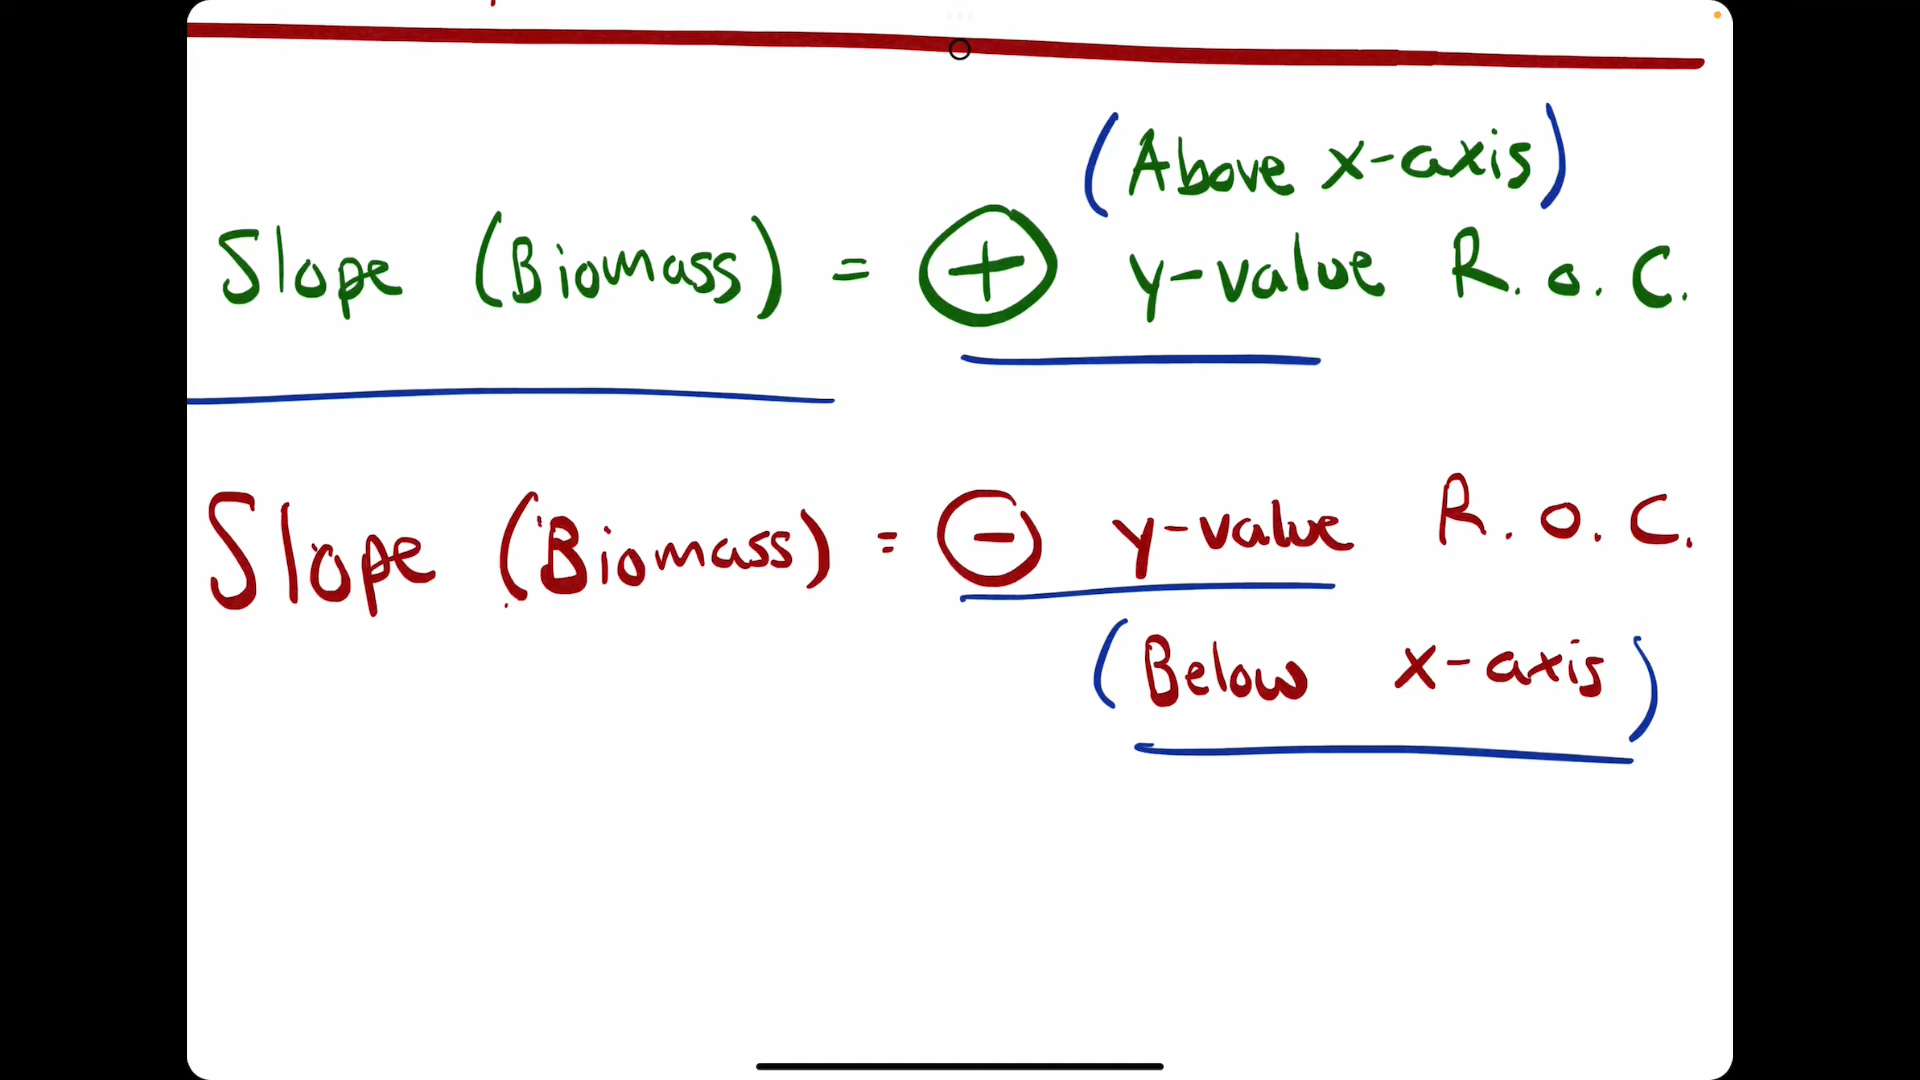 (Above x-axis)
Slope (Biomass) = + y-value R.o.C.
Slope (Biomass) = - y-value R.o.C.
(Below x-axis)